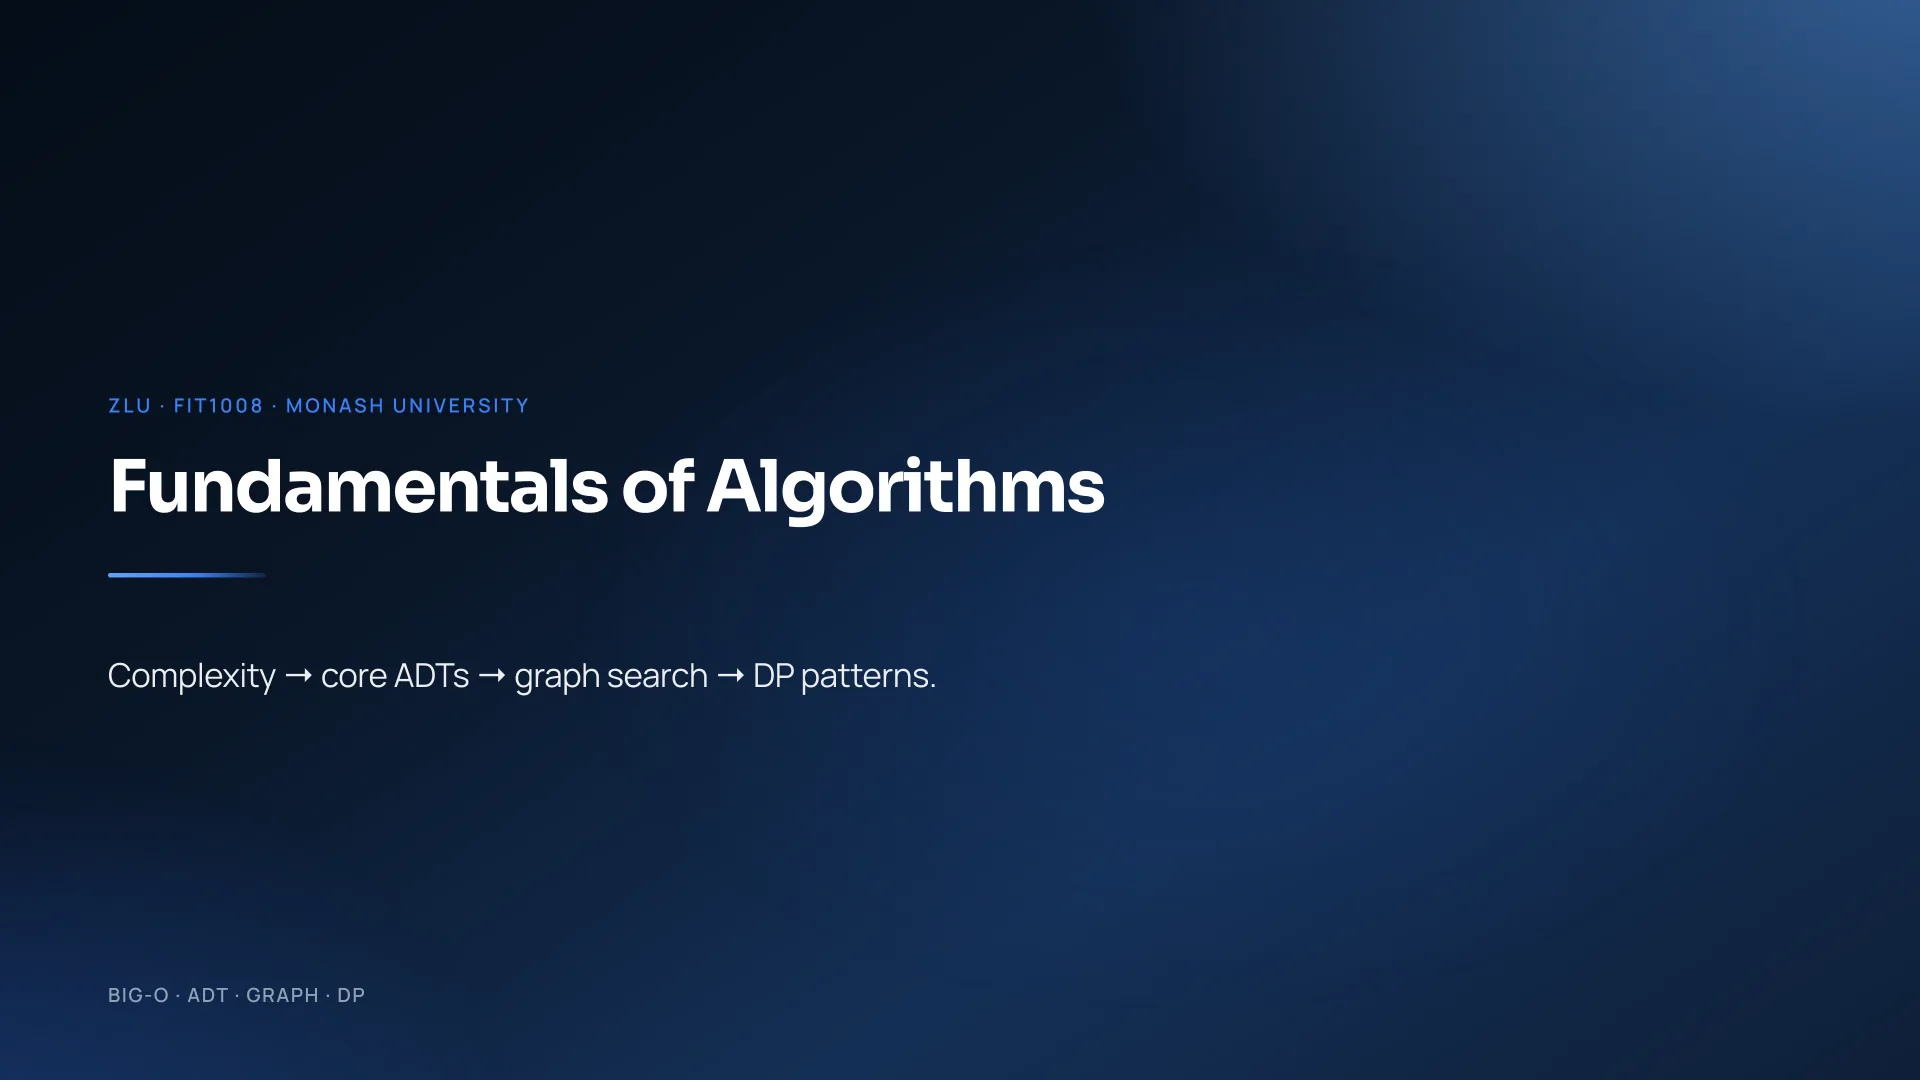 ZLU · FIT1008 · MONASH UNIVERSITY
Fundamentals of Algorithms
Complexity → core ADTs → graph search → DP patterns.
BIG-O · ADT · GRAPH · DP